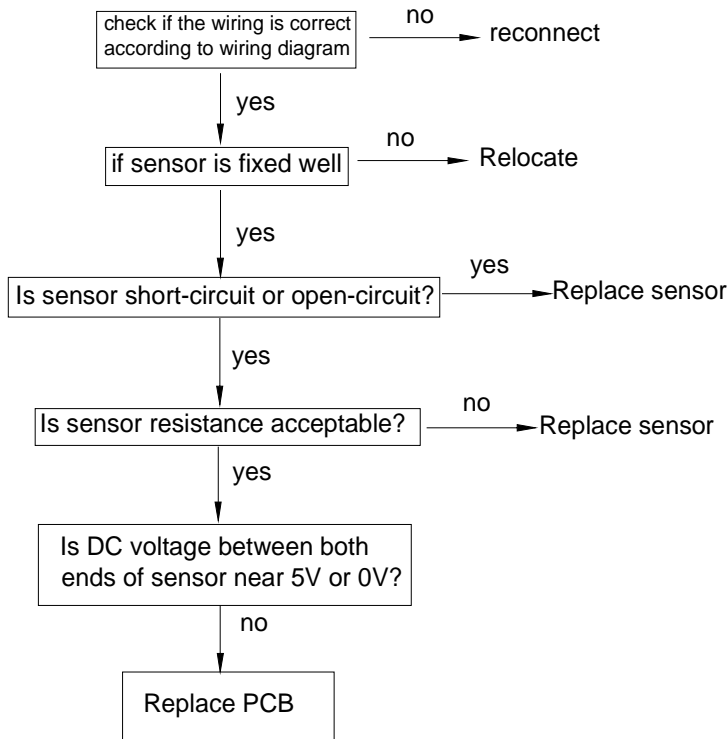 check if the wiring is correct
according to wiring diagram
no
reconnect
yes
if sensor is fixed well
no
Relocate
yes
Is sensor short-circuit or open-circuit?
yes
Replace sensor
yes
Is sensor resistance acceptable?
no
Replace sensor
yes
Is DC voltage between both
ends of sensor near 5V or 0V?
no
Replace PCB